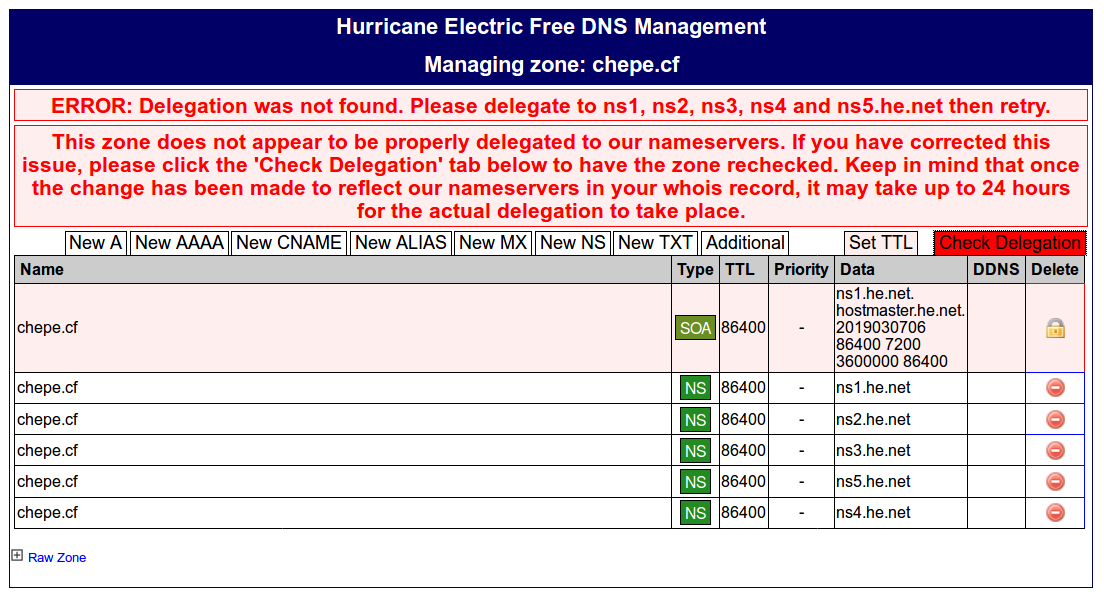 Hurricane Electric Free DNS Management
Managing zone: chepe.cf
ERROR: Delegation was not found. Please delegate to ns1, ns2, ns3, ns4 and ns5.he.net then retry.
This zone does not appear to be properly delegated to our nameservers. If you have corrected this
issue, please click the 'Check Delegation' tab below to have the zone rechecked. Keep in mind that once
the change has been made to reflect our nameservers in your whois record, it may take up to 24 hours
for the actual delegation to take place.
New A New AAAA New CNAME New ALIAS New MX New NS New TXT Additional Set TTL Check Delegation
Name Type TTL Priority Data DDNS Delete
chepe.cf SOA 86400 - ns1.he.net.
hostmaster.he.net.
2019030706
86400 7200
3600000 86400
chepe.cf NS 86400 - ns1.he.net
chepe.cf NS 86400 - ns2.he.net
chepe.cf NS 86400 - ns3.he.net
chepe.cf NS 86400 - ns5.he.net
chepe.cf NS 86400 - ns4.he.net
Raw Zone